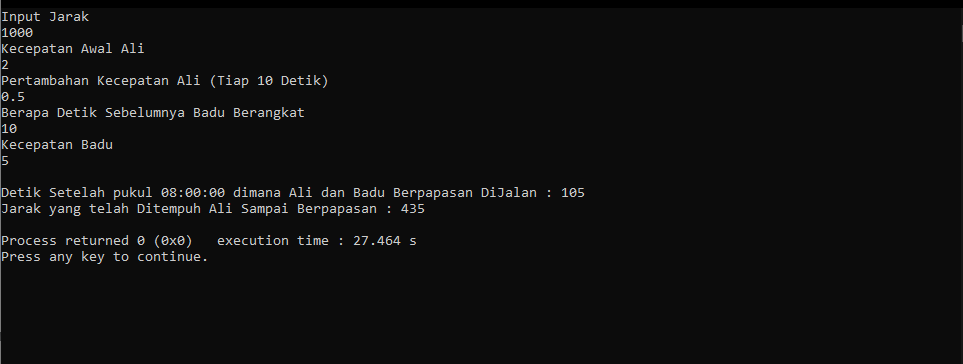 Input Jarak
1000
Kecepatan Awal Ali
2
Pertambahan Kecepatan Ali (Tiap 10 Detik)
0.5
Berapa Detik Sebelumnya Badu Berangkat
10
Kecepatan Badu
5
Detik Setelah pukul 08:00:00 dimana Ali dan Badu Berpapasan DiJalan : 105
Jarak yang telah Ditempuh Ali Sampai Berpapasan : 435
Process returned 0 (0x0)   execution time : 27.464 s
Press any key to continue.